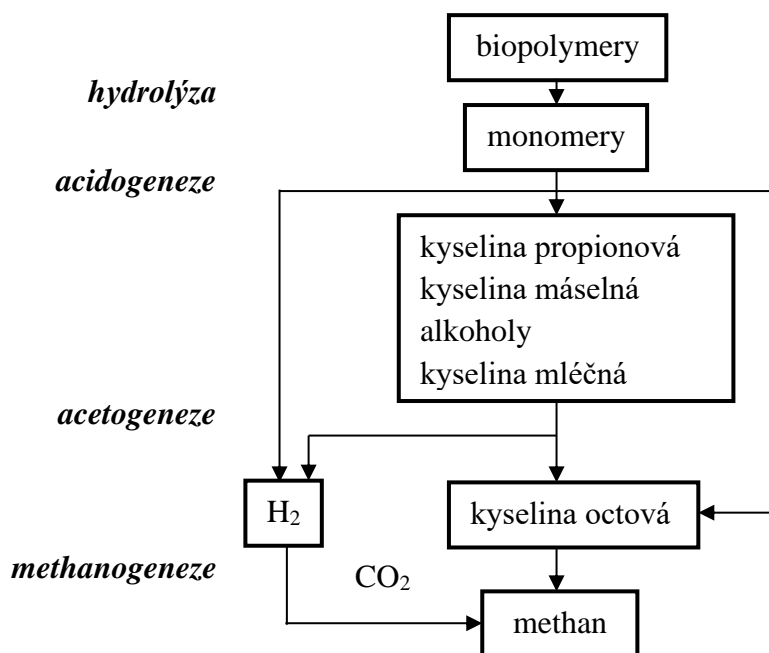 biopolymery
hydrolýza
monomery
acidogeneze
kyselina propionová
kyselina máselná
alkoholy
kyselina mléčná
acetogeneze
H₂
kyselina octová
methanogeneze
CO₂
methan